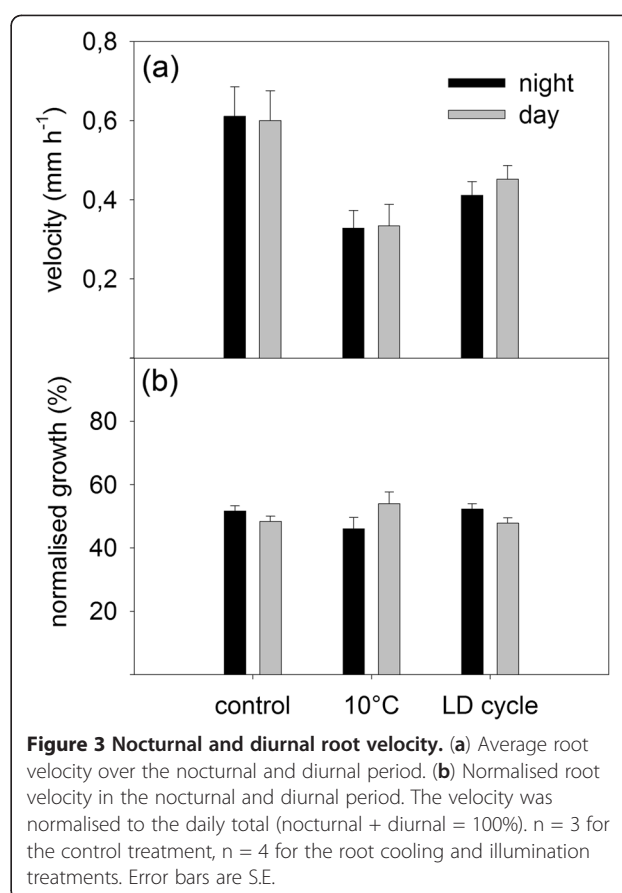 0,8
(a)
night
day
0,6
0,4
0,2
velocity (mm h⁻¹)
(b)
80
60
40
20
normalised growth (%)
control 10°C LD cycle
Figure 3 Nocturnal and diurnal root velocity. (a) Average root
velocity over the nocturnal and diurnal period. (b) Normalised root
velocity in the nocturnal and diurnal period. The velocity was
normalised to the daily total (nocturnal + diurnal = 100%). n = 3 for
the control treatment, n = 4 for the root cooling and illumination
treatments. Error bars are S.E.